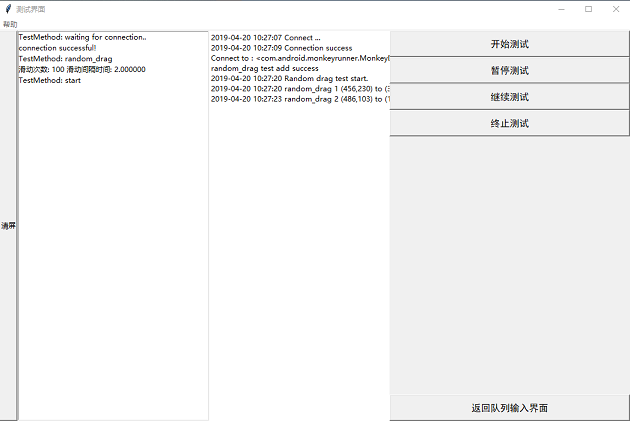 测试界面
帮助
清屏
TestMethod: waiting for connection..
connection successful!
TestMethod: random_drag
滑动次数: 100 滑动间隔时间: 2.000000
TestMethod: start
2019-04-20 10:27:07 Connect ...
2019-04-20 10:27:09 Connection success
Connect to : <com.android.monkeyrunner.Monkey
random_drag test add success
2019-04-20 10:27:20 Random drag test start.
2019-04-20 10:27:20 random_drag 1 (456,230) to (
2019-04-20 10:27:23 random_drag 2 (486,103) to (
开始测试
暂停测试
继续测试
终止测试
返回队列输入界面